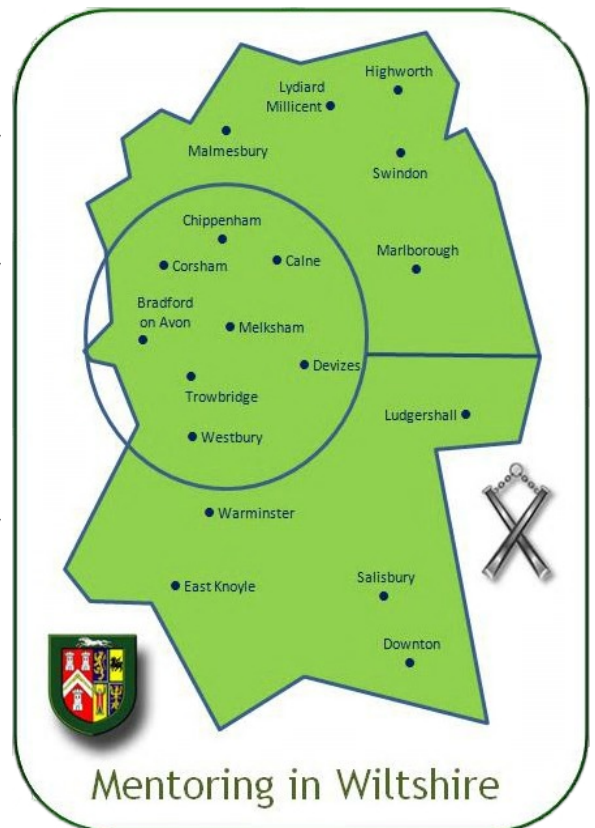 Highworth
Lydiard
Millicent
Malmesbury
Swindon
Chippenham
Corsham
Calne
Marlborough
Bradford
on Avon
Melksham
Devizes
Trowbridge
Ludgershall
Westbury
Warminster
East Knoyle
Salisbury
Downton
Mentoring in Wiltshire